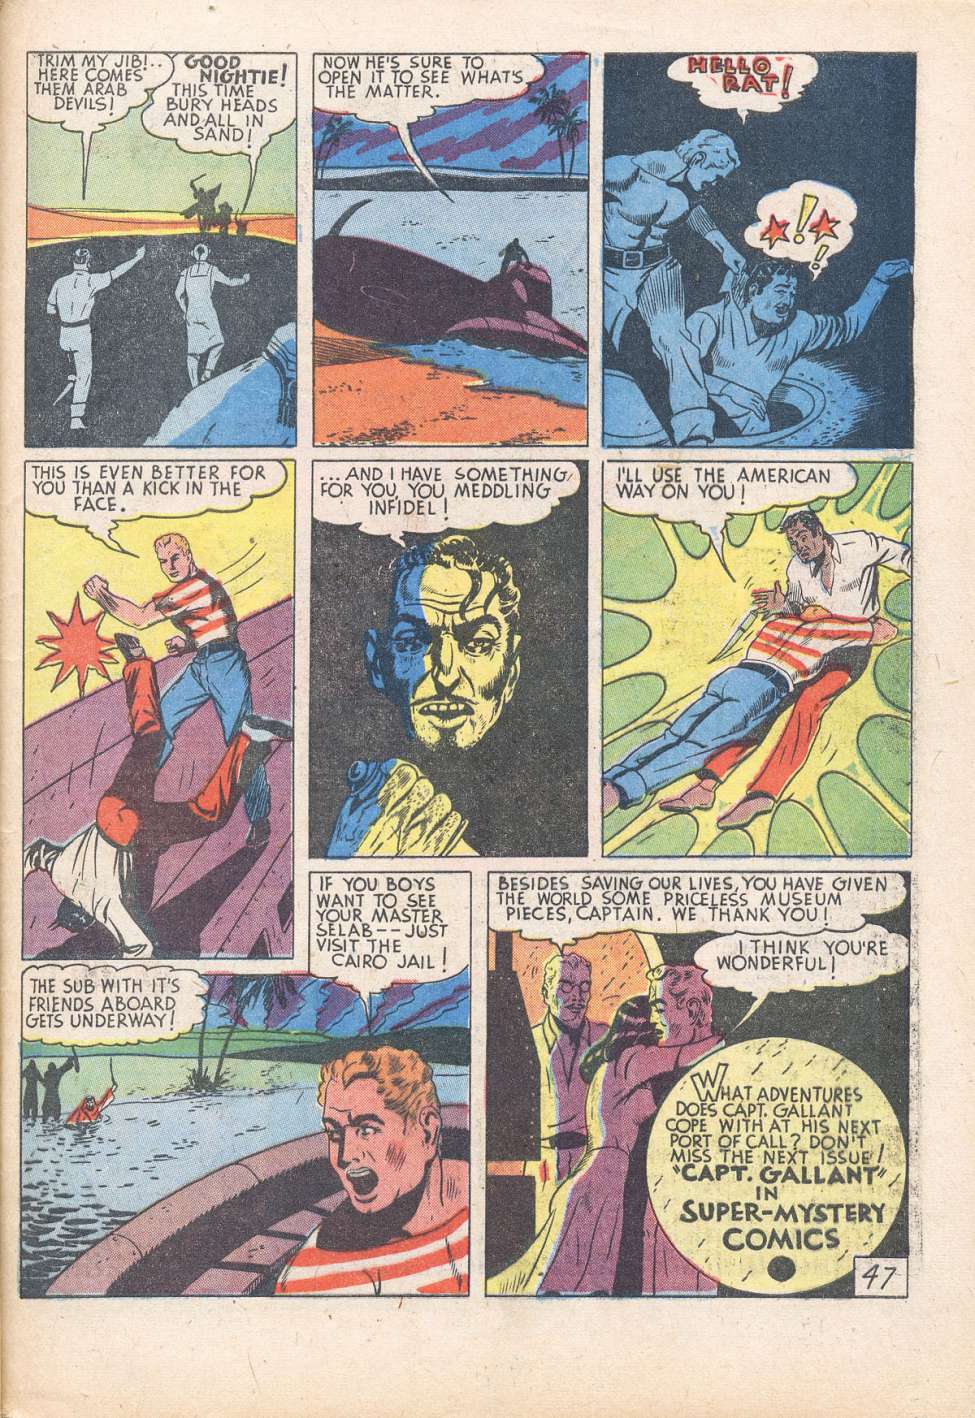 TRIM MY JIB!..
HERE COMES
THEM ARAB
DEVILS!
GOOD
NIGHTIE!
THIS TIME
BURY HEADS
AND ALL IN
SAND!
NOW HE'S SURE TO
OPEN IT TO SEE WHAT'S
THE MATTER.
HELLO
RAT!
!
!
THIS IS EVEN BETTER FOR
YOU THAN A KICK IN THE
FACE.
...AND I HAVE SOMETHING
FOR YOU, YOU MEDDLING
INFIDEL!
I'LL USE THE AMERICAN
WAY ON YOU!
THE SUB WITH IT'S
FRIENDS ABOARD
GETS UNDERWAY!
IF YOU BOYS
WANT TO SEE
YOUR MASTER
SELAB--JUST
VISIT THE
CAIRO JAIL!
BESIDES SAVING OUR LIVES, YOU HAVE GIVEN
THE WORLD SOME PRICELESS MUSEUM
PIECES, CAPTAIN. WE THANK YOU!
I THINK YOU'RE
WONDERFUL!
WHAT ADVENTURES
DOES CAPT. GALLANT
COPE WITH AT HIS NEXT
PORT OF CALL? DON'T
MISS THE NEXT ISSUE!
"CAPT. GALLANT"
IN
SUPER-MYSTERY
COMICS
47